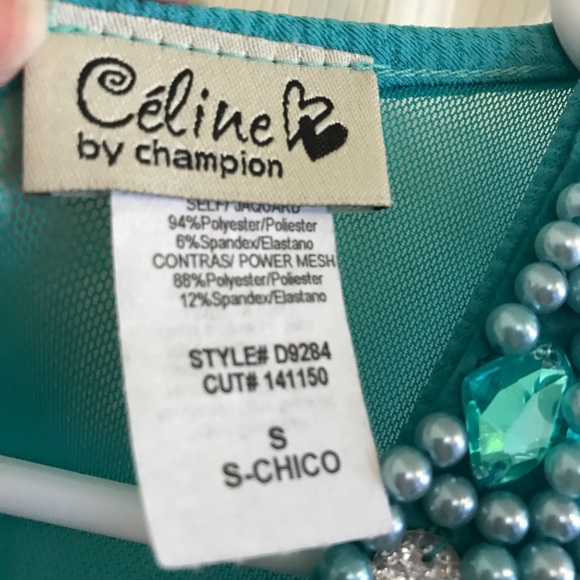 Céline
by champion
SELF/ JAQUARD
94%Polyester/Poliester
6%Spandex/Elastano
CONTRAS/ POWER MESH
88%Polyester/Poliester
12%Spandex/Elastano
STYLE# D9284
CUT# 141150
S
S-CHICO